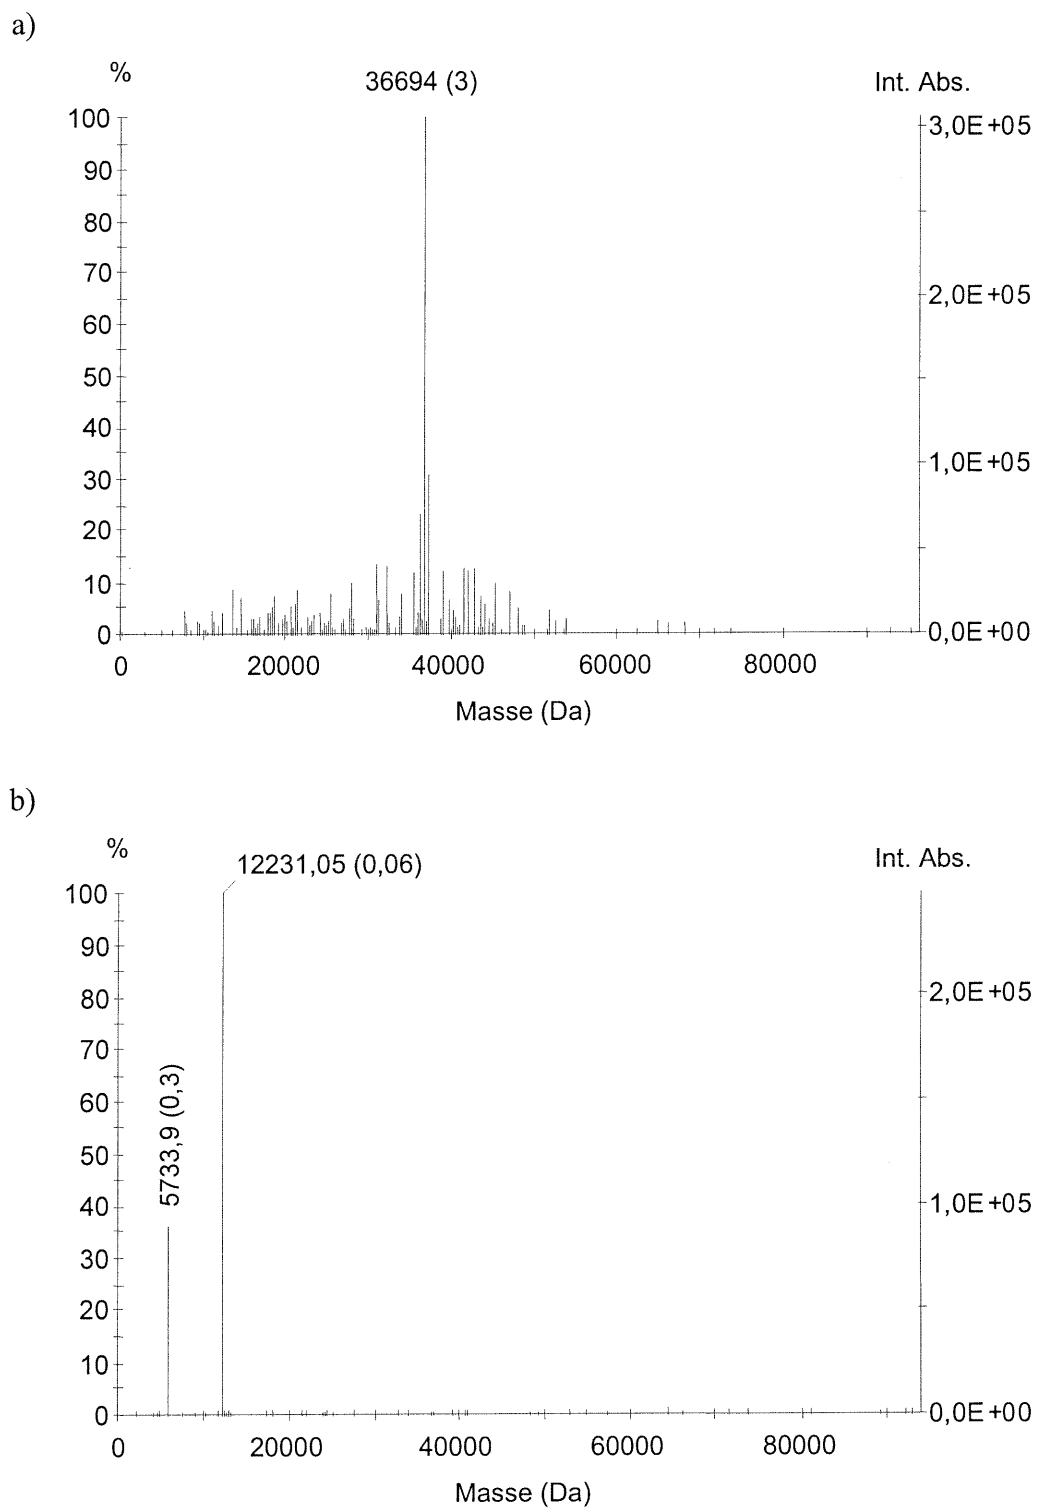 a)
% 36694 (3) Int. Abs.
100 3,0E+05
90
80
70 2,0E+05
60
50
40
30 1,0E+05
20
10
0 0,0E+00
0 20000 40000 60000 80000
Masse (Da)
b)
% 12231,05 (0,06) Int. Abs.
100
90
80 2,0E+05
70
60
5733,9 (0,3)
50
40 1,0E+05
30
20
10
0 0,0E+00
0 20000 40000 60000 80000
Masse (Da)